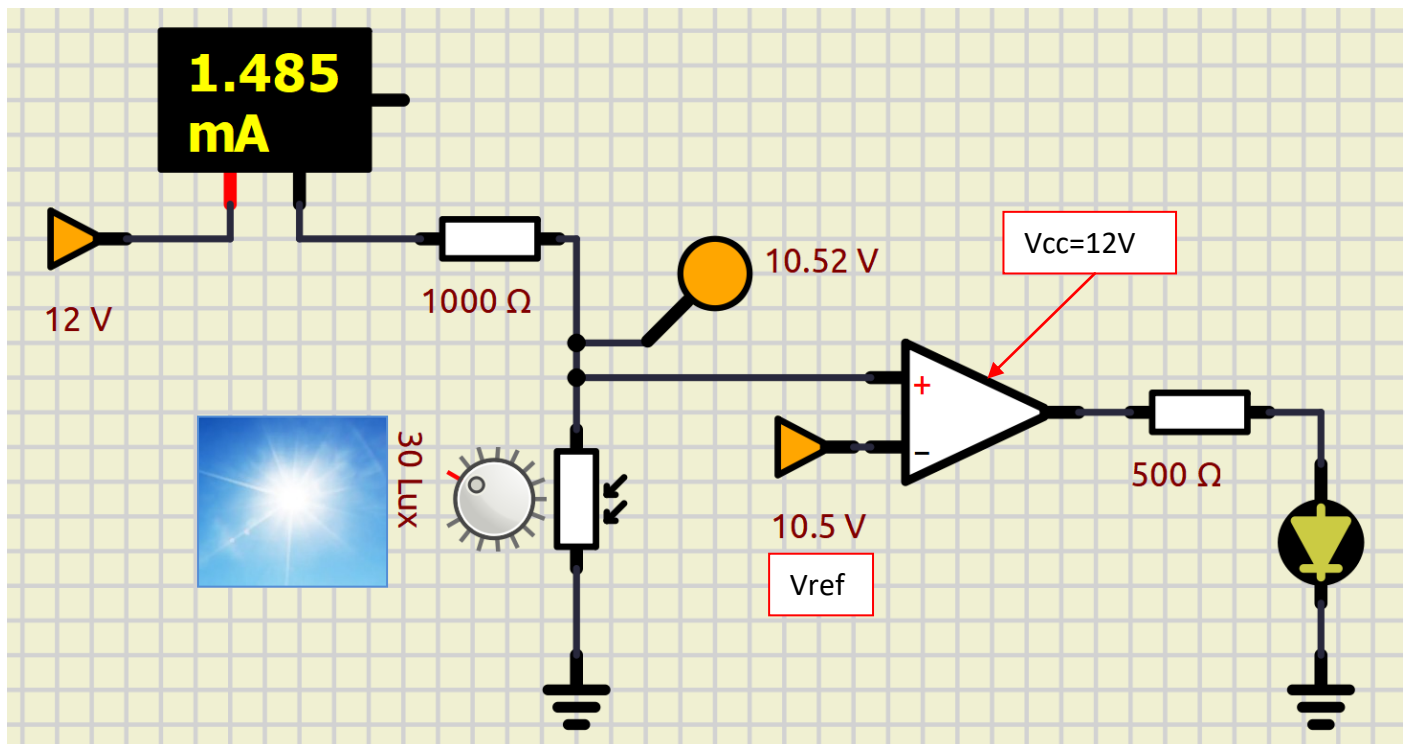 1.485
mA
12 V
1000 Ω
10.52 V
Vcc=12V
30 Lux
+
−
10.5 V
Vref
500 Ω